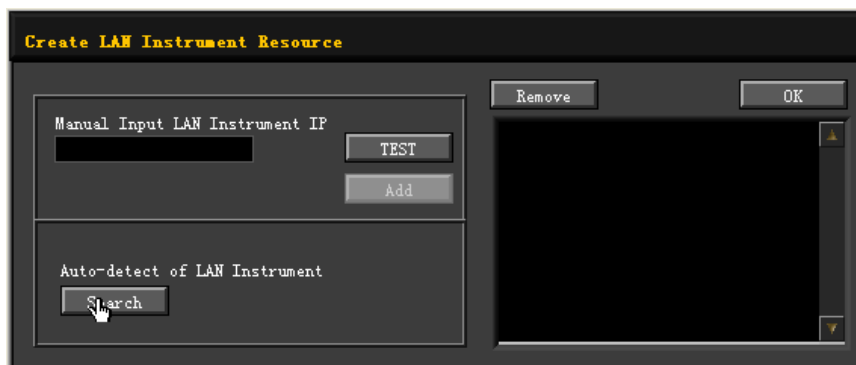 Create LAN Instrument Resource
Remove
OK
Manual Input LAN Instrument IP
TEST
Add
Auto-detect of LAN Instrument
Search